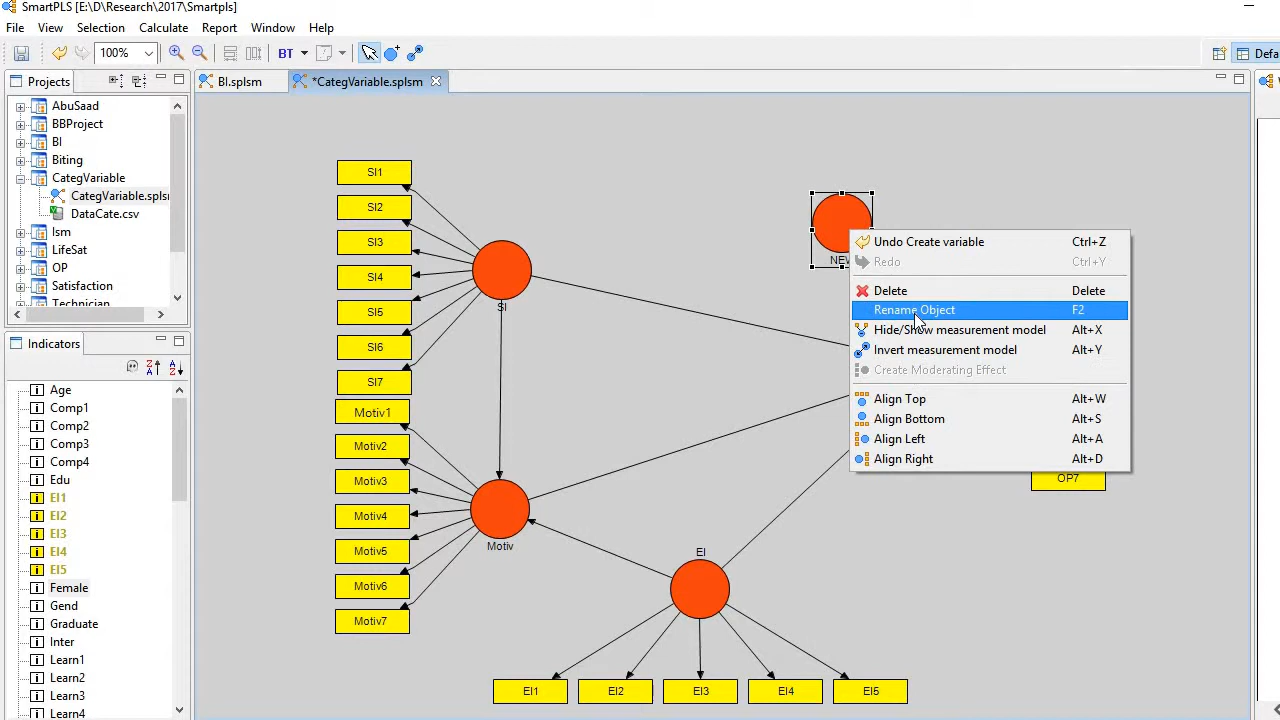 SmartPLS [E:\D\Research\2017\Smartpls]
File View Selection Calculate Report Window Help
100% BT
Projects
AbuSaad
BBProject
BI
Biting
CategVariable
CategVariable.splsm
DataCate.csv
Ism
LifeSat
OP
Satisfaction
Technician
Indicators
Age
Comp1
Comp2
Comp3
Comp4
Edu
EI1
EI2
EI3
EI4
EI5
Female
Gend
Graduate
Inter
Learn1
Learn2
Learn3
Learn4
BI.splsm *CategVariable.splsm
SI1
SI2
SI3
SI4
SI5
SI6
SI7
SI
Motiv1
Motiv2
Motiv3
Motiv4
Motiv5
Motiv6
Motiv7
Motiv
EI
EI1 EI2 EI3 EI4 EI5
Undo Create variable Ctrl+Z
Redo Ctrl+Y
Delete Delete
Rename Object F2
Hide/Show measurement model Alt+X
Invert measurement model Alt+Y
Create Moderating Effect
Align Top Alt+W
Align Bottom Alt+S
Align Left Alt+A
Align Right Alt+D
OP7